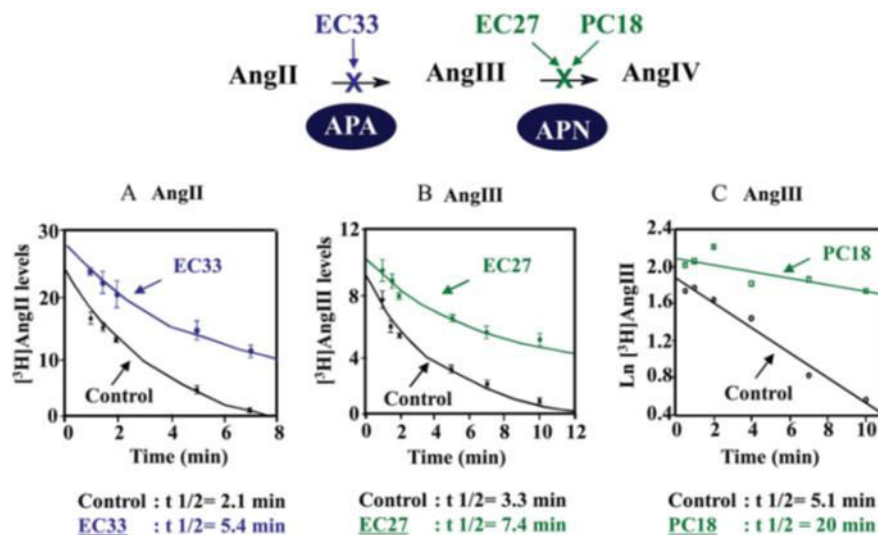 EC33 EC27 PC18
AngII X AngIII X AngIV
APA APN
A AngII B AngIII C AngIII
[³H]AngII levels
30
20
10
0
EC33
Control
0 2 4 6 8
Time (min)
Control : t 1/2= 2.1 min
EC33 : t 1/2= 5.4 min
[³H]AngIII levels
12
8
4
0
EC27
Control
0 2 4 6 8 10 12
Time (min)
Control : t 1/2= 3.3 min
EC27 : t 1/2= 7.4 min
Ln [³H]AngIII
2.4
2.0
1.6
1.2
0.8
0.4
PC18
Control
0 2 4 6 8 10
Time (min)
Control : t 1/2= 5.1 min
PC18 : t 1/2 = 20 min